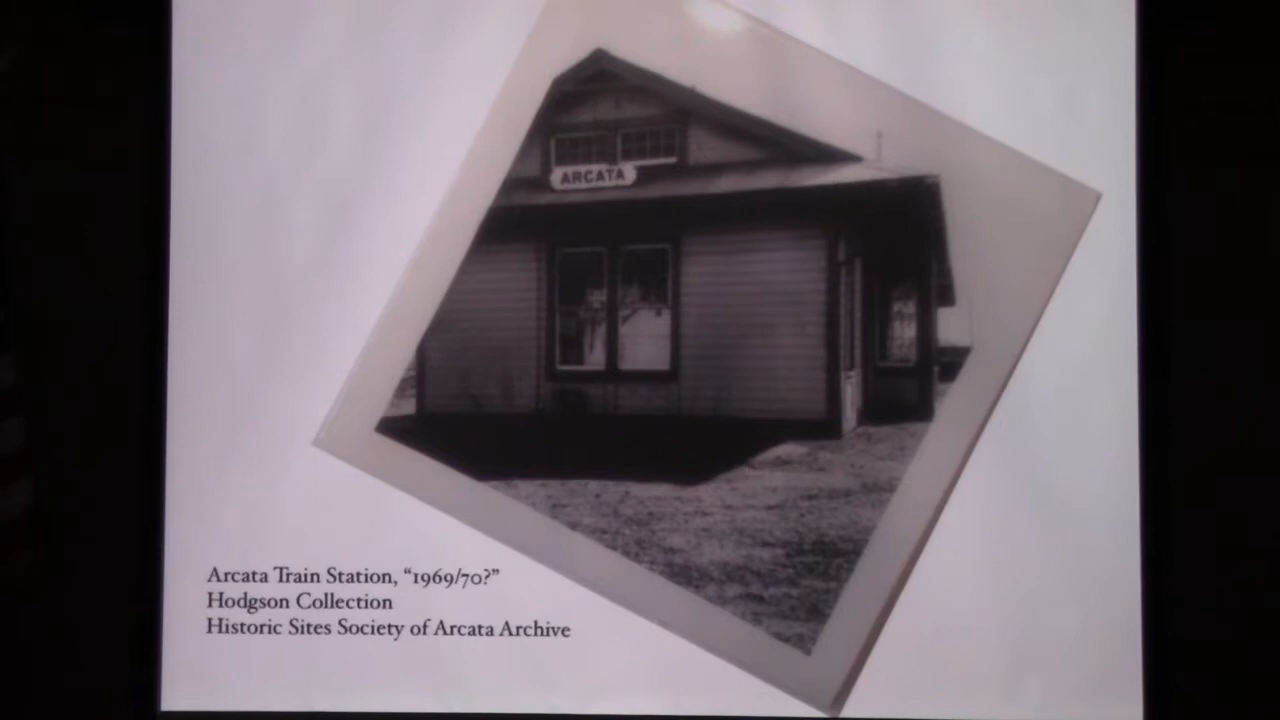 ARCATA
Arcata Train Station, “1969/70?”
Hodgson Collection
Historic Sites Society of Arcata Archive